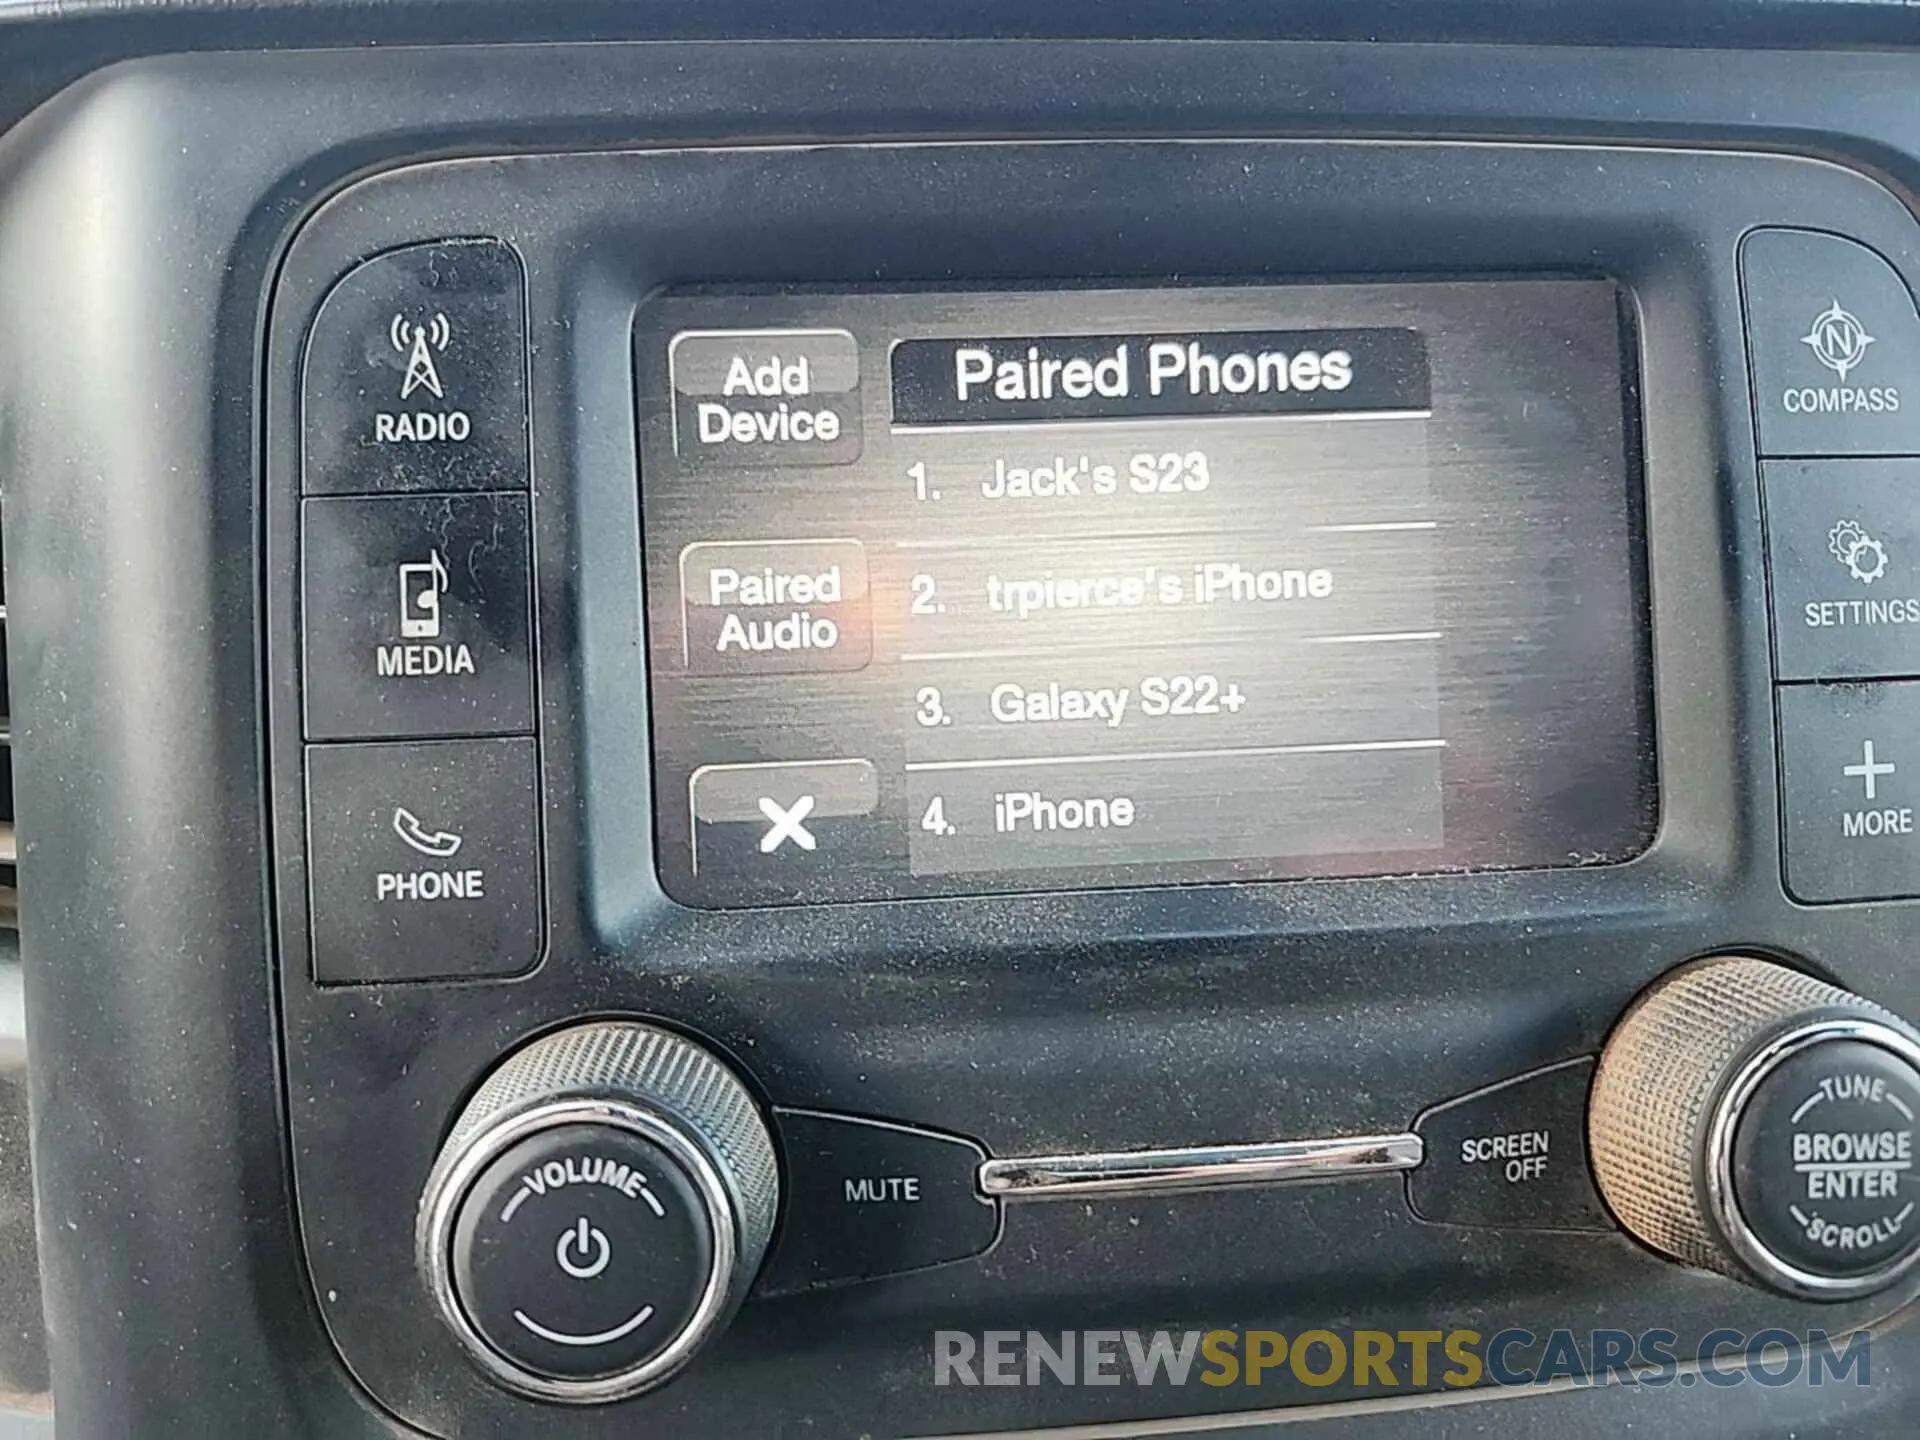 RADIO
MEDIA
PHONE
Add
Device
Paired
Audio
Paired Phones
1. Jack's S23
2. trpierce's iPhone
3. Galaxy S22+
4. iPhone
N
COMPASS
SETTINGS
MORE
VOLUME
MUTE
SCREEN
OFF
TUNE
BROWSE
ENTER
SCROLL
RENEWSPORTSCARS.COM